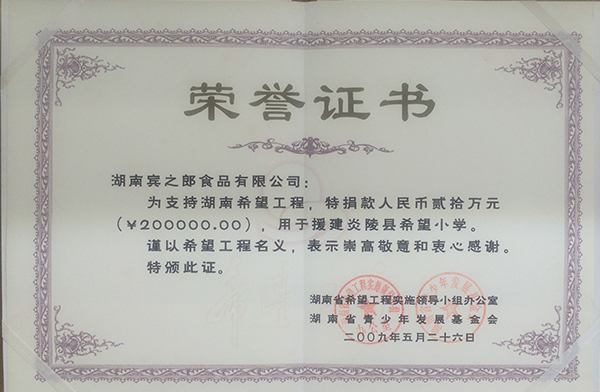 荣誉证书
湖南宾之郎食品有限公司：
为支持湖南希望工程，特捐款人民币贰拾万元
（¥200000.00），用于援建炎陵县希望小学。
谨以希望工程名义，表示崇高敬意和衷心感谢。
特颁此证。
湖南省希望工程实施领导小组办公室
湖南省青少年发展基金会
二〇〇九年五月二十六日